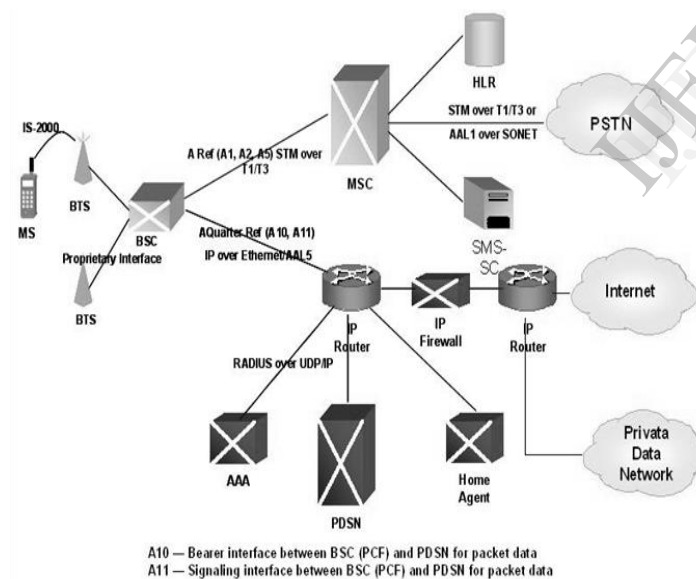 HLR
IS-2000
STM over T1/T3 or
AAL1 over SONET
PSTN
A Ref (A1, A2, A5) STM over
T1/T3
MSC
BTS
MS
BSC
AQuarter Ref (A10, A11)
SMS-
SC
Proprietary Interface
IP over Ethernet/AAL5
Internet
BTS
IP
Router
IP
Firewall
IP
Router
RADIUS over UDP/IP
Privata
Data
Network
AAA
Home
Agent
PDSN
A10 — Bearer interface between BSC (PCF) and PDSN for packet data
A11 — Signaling interface between BSC (PCF) and PDSN for packet data